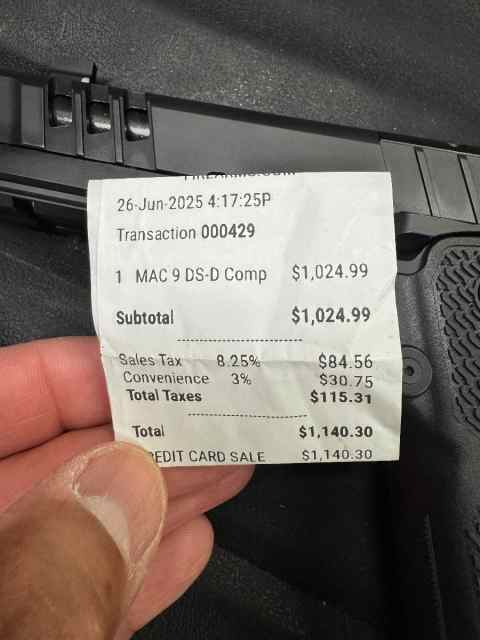 26-Jun-2025 4:17:25P
Transaction 000429
1 MAC 9 DS-D Comp $1,024.99
Subtotal $1,024.99
Sales Tax 8.25% $84.56
Convenience 3% $30.75
Total Taxes $115.31
Total $1,140.30
CARD SALE $1,140.30